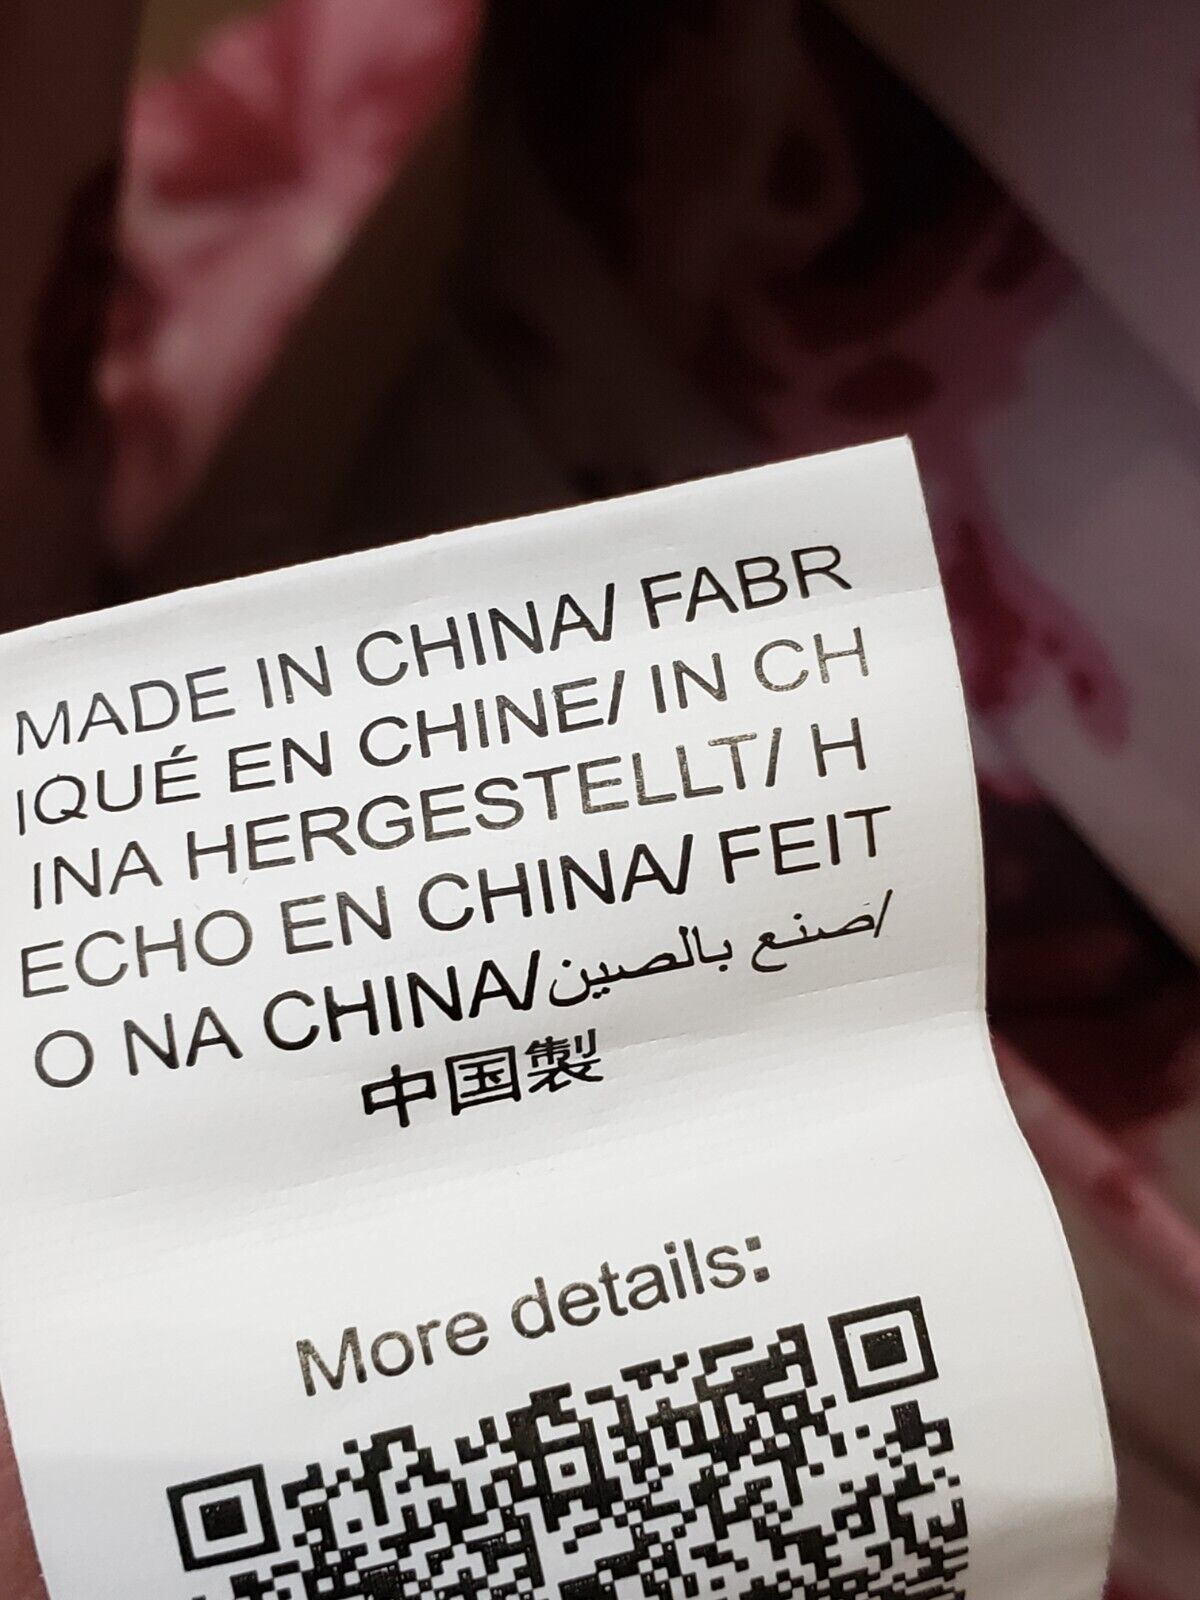 MADE IN CHINA/ FABR
IQUÉ EN CHINE/ IN CH
INA HERGESTELLT/ H
ECHO EN CHINA/ FEIT
O NA CHINA/صنع بالصين/
中国製
More details: